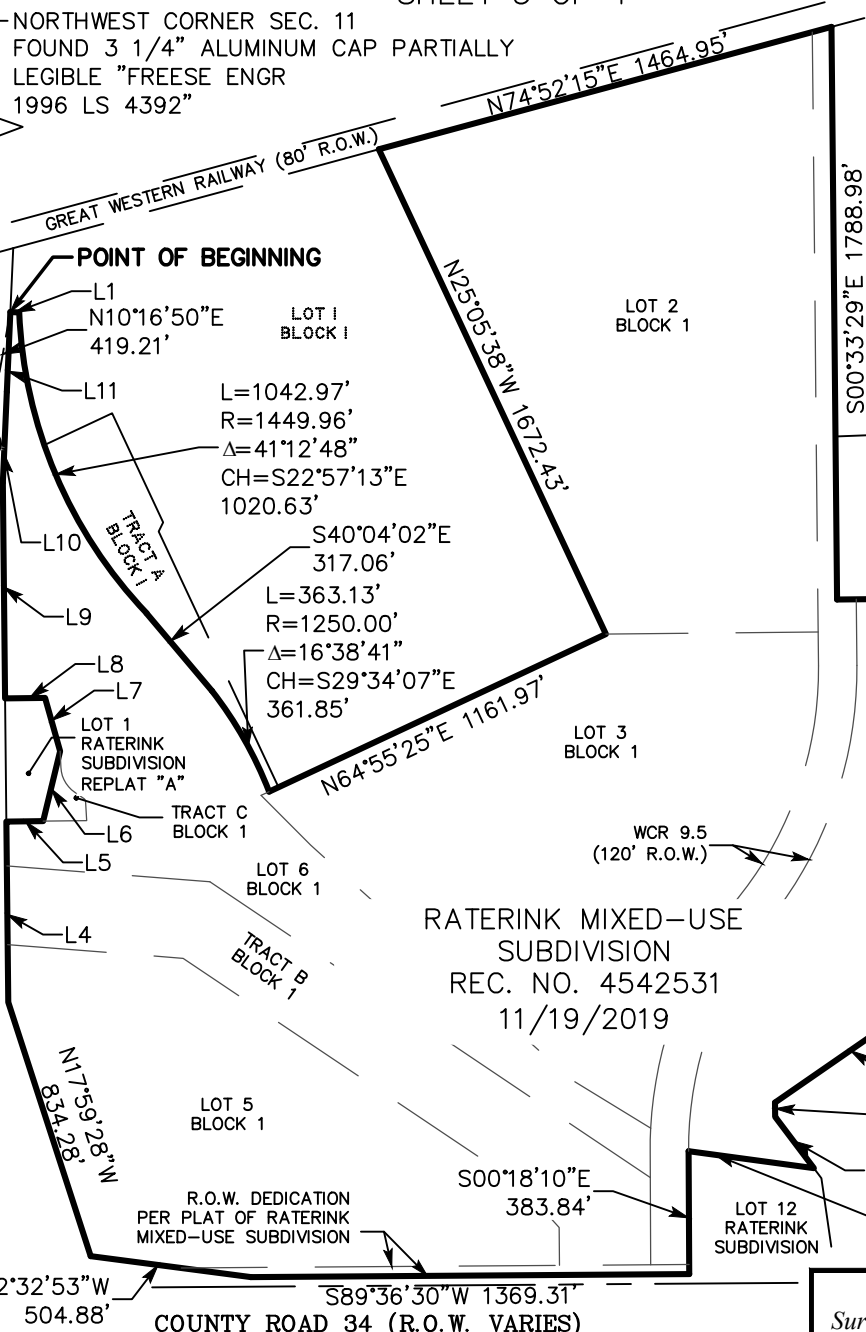 NORTHWEST CORNER SEC. 11
FOUND 3 1/4" ALUMINUM CAP PARTIALLY
LEGIBLE "FREESE ENGR
1996 LS 4392"
N74°52'15"E 1464.95'
GREAT WESTERN RAILWAY (80' R.O.W.)
S00°33'29"E 1788.98'
POINT OF BEGINNING
L1
N10°16'50"E
419.21'
LOT 1
BLOCK 1
LOT 2
BLOCK 1
N25°05'38"W 1672.43'
L11
L=1042.97'
R=1449.96'
Δ=41°12'48"
CH=S22°57'13"E
1020.63'
TRACT A
BLOCK 1
L10
S40°04'02"E
317.06'
L9
L=363.13'
R=1250.00'
Δ=16°38'41"
CH=S29°34'07"E
361.85'
L8
L7
LOT 1
RATERINK
SUBDIVISION
REPLAT "A"
N64°55'25"E 1161.97'
LOT 3
BLOCK 1
TRACT C
BLOCK 1
L6
L5
WCR 9.5
(120' R.O.W.)
LOT 6
BLOCK 1
L4
TRACT B
BLOCK 1
RATERINK MIXED-USE
SUBDIVISION
REC. NO. 4542531
11/19/2019
N17°59'28"W
834.28'
LOT 5
BLOCK 1
S00°18'10"E
383.84'
R.O.W. DEDICATION
PER PLAT OF RATERINK
MIXED-USE SUBDIVISION
LOT 12
RATERINK
SUBDIVISION
2°32'53"W
504.88'
S89°36'30"W 1369.31'
COUNTY ROAD 34 (R.O.W. VARIES)
Sur